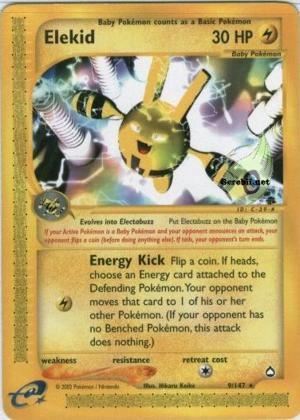 Baby Pokémon counts as a Basic Pokémon
Elekid 30 HP
Baby Pokémon
Serebii.net
Evolves into Electabuzz Put Electabuzz on the Baby Pokémon
If your Active Pokémon is a Baby Pokémon and your opponent announces an attack, your
opponent flips a coin (before doing anything else). If tails, your opponent's turn ends.
Energy Kick Flip a coin. If heads,
choose an Energy card attached to the
Defending Pokémon. Your opponent
moves that card to 1 of his or her
other Pokémon. (If your opponent has
no Benched Pokémon, this attack
does nothing.)
weakness resistance retreat cost
©2002 Pokémon / Nintendo
Illus. Hikaru Koike
9/147 ★
e